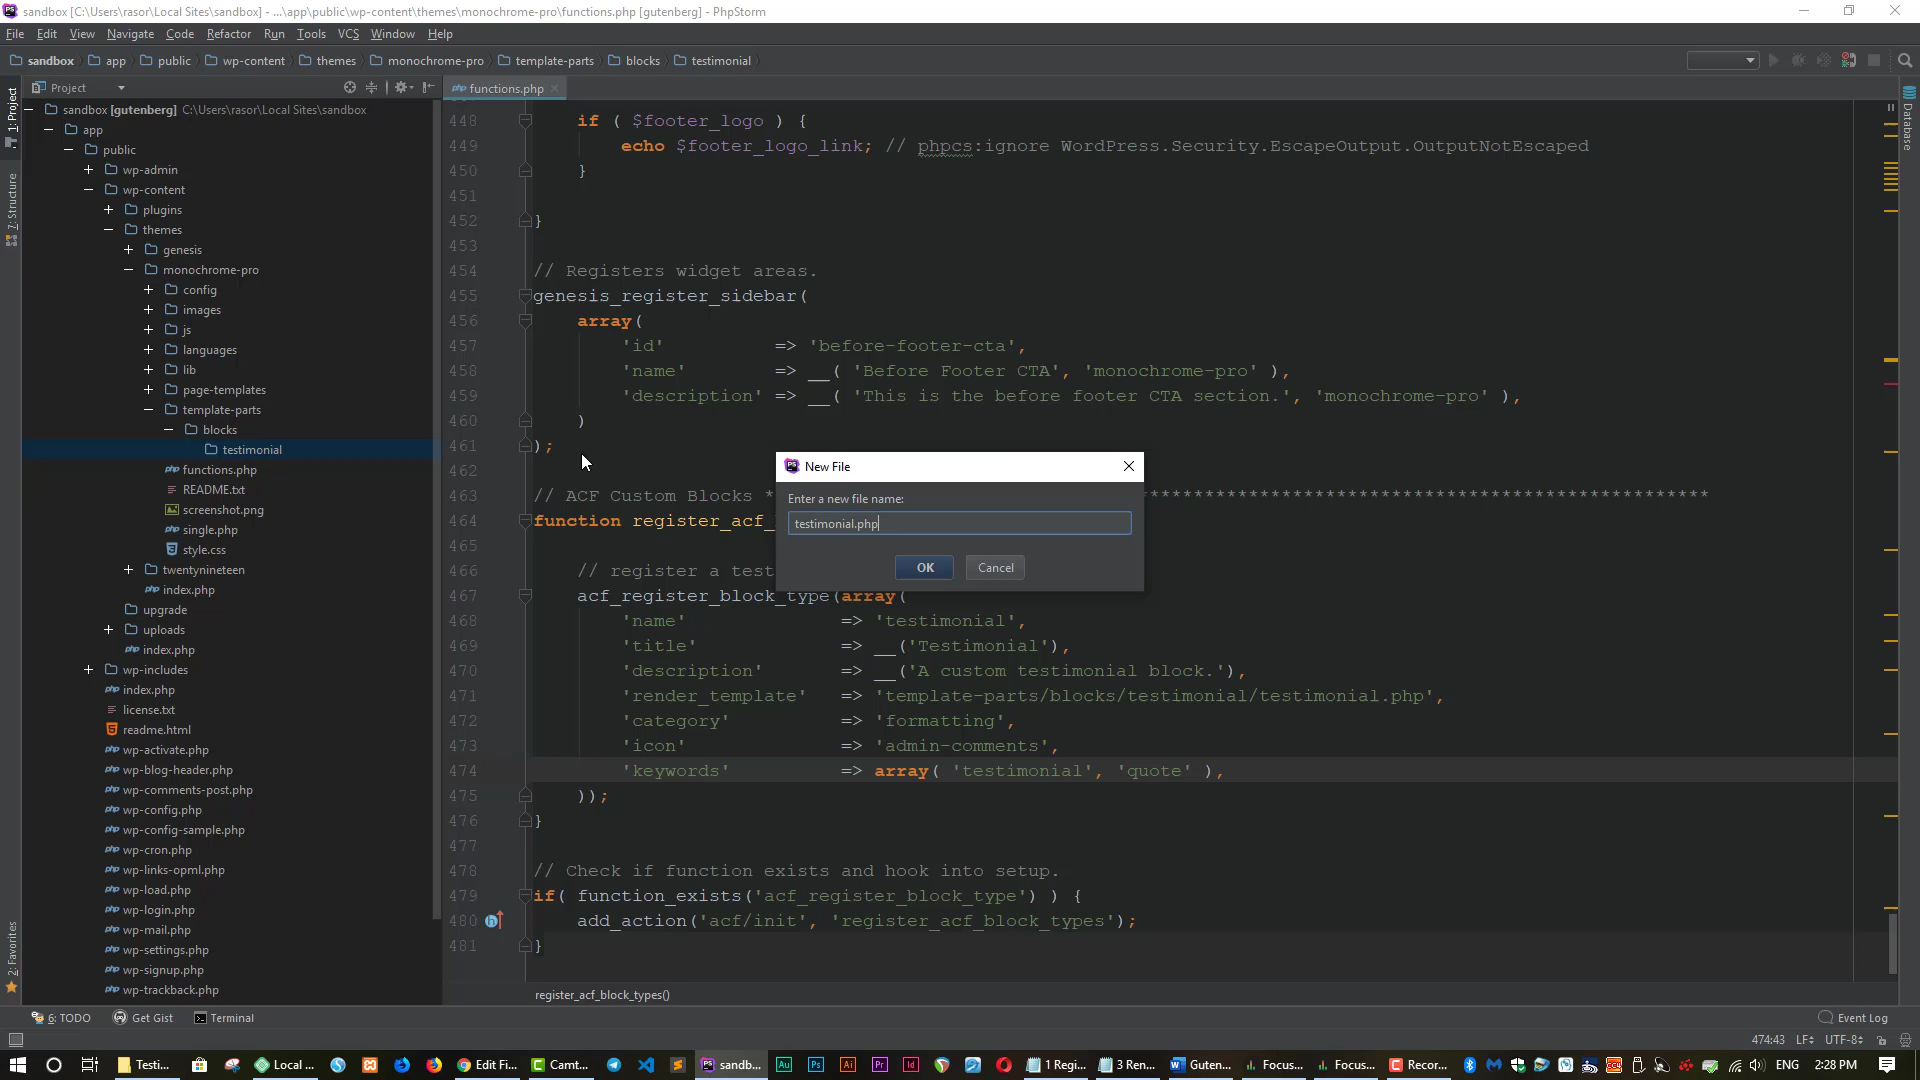 sandbox [C:\Users\rasor\Local Sites\sandbox] - ...\app\public\wp-content\themes\monochrome-pro\functions.php [gutenberg] - PhpStorm
File Edit View Navigate Code Refactor Run Tools VCS Window Help
sandbox app public wp-content themes monochrome-pro template-parts blocks testimonial
Project
functions.php
1: Project
7: Structure
2: Favorites
Database
sandbox [gutenberg] C:\Users\rasor\Local Sites\sandbox
app
public
wp-admin
wp-content
plugins
themes
genesis
monochrome-pro
config
images
js
languages
lib
page-templates
template-parts
blocks
testimonial
functions.php
README.txt
screenshot.png
single.php
style.css
twentynineteen
index.php
upgrade
uploads
index.php
wp-includes
index.php
license.txt
readme.html
wp-activate.php
wp-blog-header.php
wp-comments-post.php
wp-config.php
wp-config-sample.php
wp-cron.php
wp-links-opml.php
wp-load.php
wp-login.php
wp-mail.php
wp-settings.php
wp-signup.php
wp-trackback.php
448 if ( $footer_logo ) {
449 echo $footer_logo_link; // phpcs:ignore WordPress.Security.EscapeOutput.OutputNotEscaped
450 }
451
452 }
453
454 // Registers widget areas.
455 genesis_register_sidebar(
456 array(
457 'id' => 'before-footer-cta',
458 'name' => __( 'Before Footer CTA', 'monochrome-pro' ),
459 'description' => __( 'This is the before footer CTA section.', 'monochrome-pro' ),
460 )
461 );
462
463 // ACF Custom Blocks *
464 function register_acf_
465
466 // register a test
467 acf_register_block_type(array(
468 'name' => 'testimonial',
469 'title' => __('Testimonial'),
470 'description' => __('A custom testimonial block.'),
471 'render_template' => 'template-parts/blocks/testimonial/testimonial.php',
472 'category' => 'formatting',
473 'icon' => 'admin-comments',
474 'keywords' => array( 'testimonial', 'quote' ),
475 ));
476 }
477
478 // Check if function exists and hook into setup.
479 if( function_exists('acf_register_block_type') ) {
480 add_action('acf/init', 'register_acf_block_types');
481 }
New File
Enter a new file name:
testimonial.php
OK Cancel
register_acf_block_types()
6: TODO Get Gist Terminal Event Log
474:43 LF UTF-8
Testi... Local ... Edit Fi... Camt... sandb... 1 Regi... 3 Ren... Guten... Focus... Focus... Recor... ENG 2:28 PM